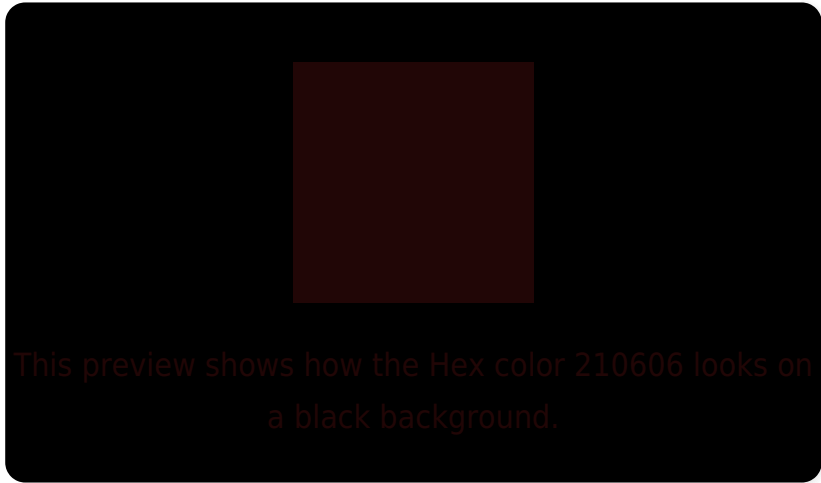 This preview shows how the Hex color 210606 looks on
a black background.